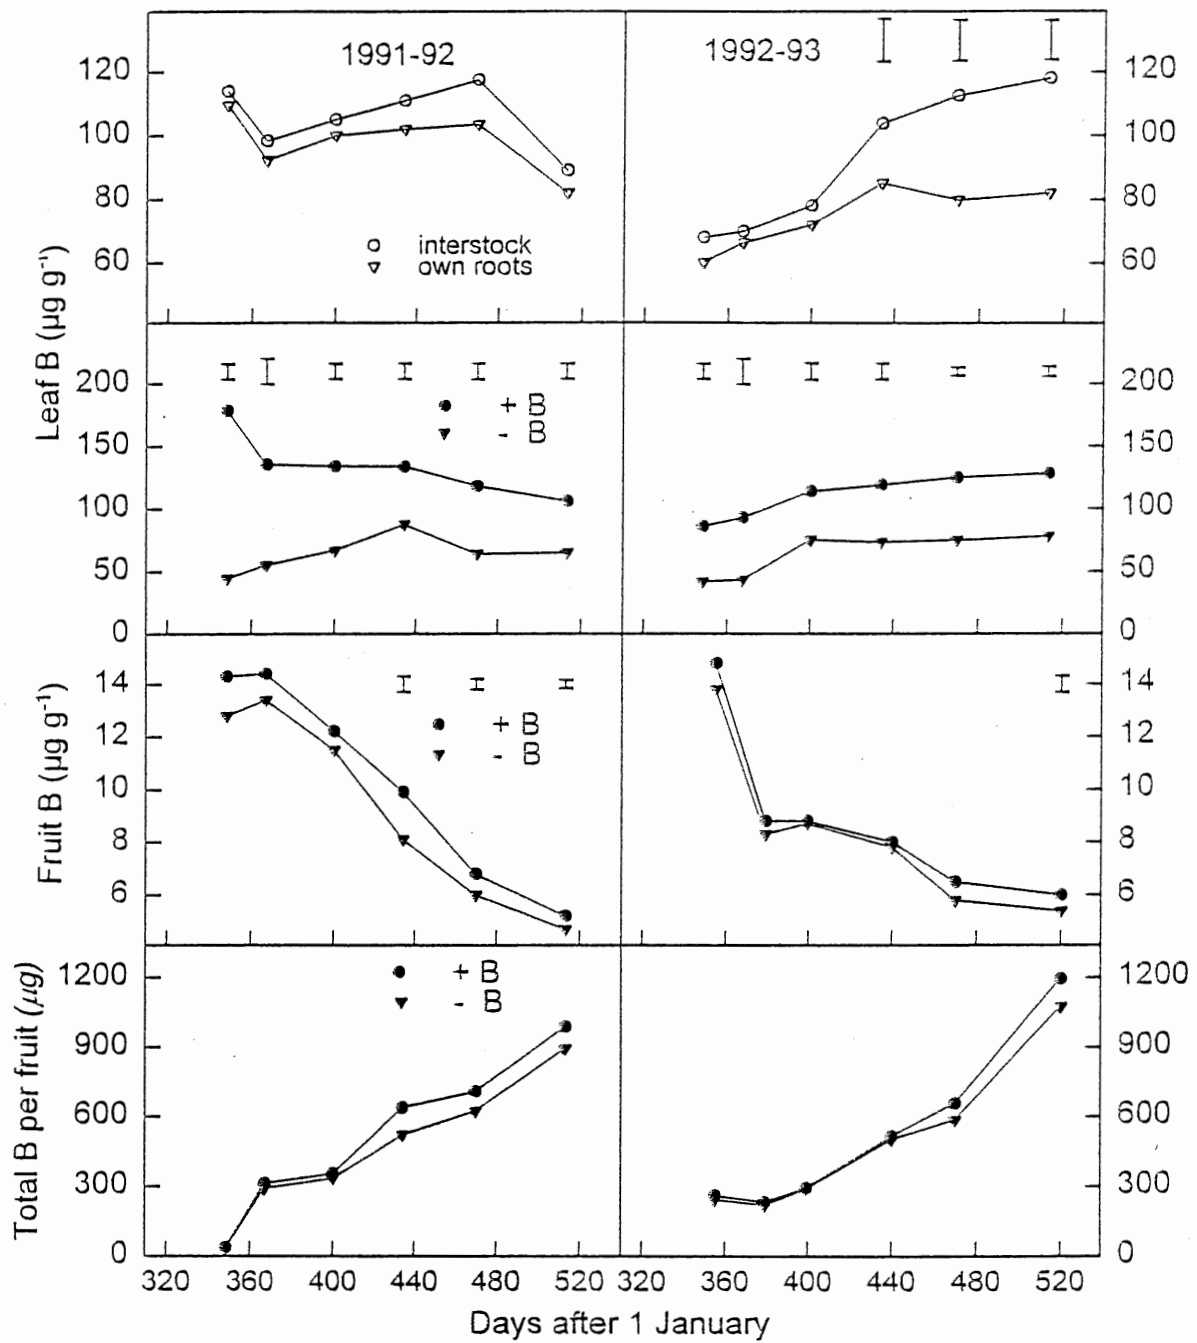 1991-92
1992-93
120 120
100 100
80 80
60 60
interstock
own roots
Leaf B (µg g⁻¹)
200 200
150 150
100 100
50 50
0 0
+ B
- B
Fruit B (µg g⁻¹)
14 14
12 12
10 10
8 8
6 6
+ B
- B
Total B per fruit (µg)
1200 1200
900 900
600 600
300 300
0 0
+ B
- B
320 360 400 440 480 520 320 360 400 440 480 520
Days after 1 January